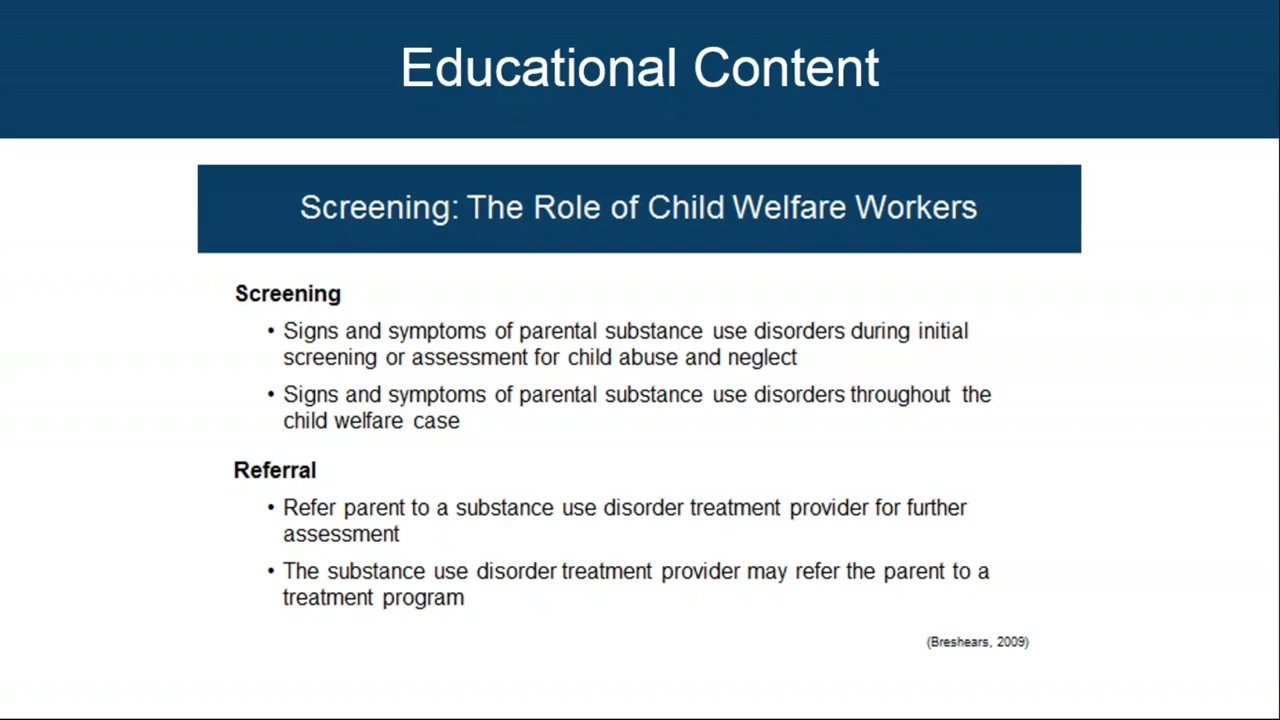 Educational Content
Screening: The Role of Child Welfare Workers
Screening
• Signs and symptoms of parental substance use disorders during initial
screening or assessment for child abuse and neglect
• Signs and symptoms of parental substance use disorders throughout the
child welfare case
Referral
• Refer parent to a substance use disorder treatment provider for further
assessment
• The substance use disorder treatment provider may refer the parent to a
treatment program
(Breshears, 2009)